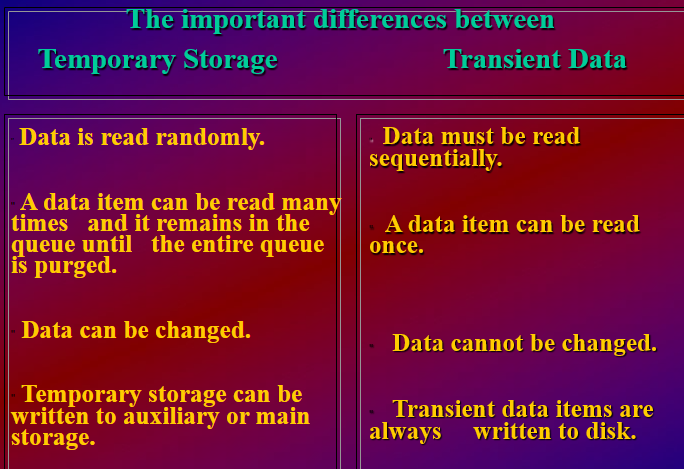 The important differences between
Temporary Storage Transient Data
Data is read randomly.
A data item can be read many
times and it remains in the
queue until the entire queue
is purged.
Data can be changed.
Temporary storage can be
written to auxiliary or main
storage.
Data must be read
sequentially.
A data item can be read
once.
Data cannot be changed.
Transient data items are
always written to disk.